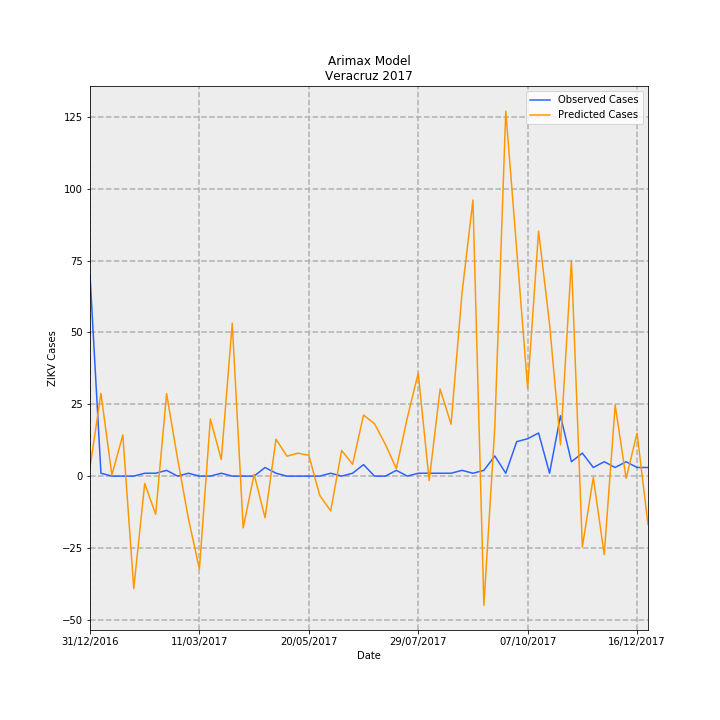 Arimax Model
Veracruz 2017
Observed Cases
Predicted Cases
125
100
75
50
25
0
−25
−50
ZIKV Cases
31/12/2016 11/03/2017 20/05/2017 29/07/2017 07/10/2017 16/12/2017
Date